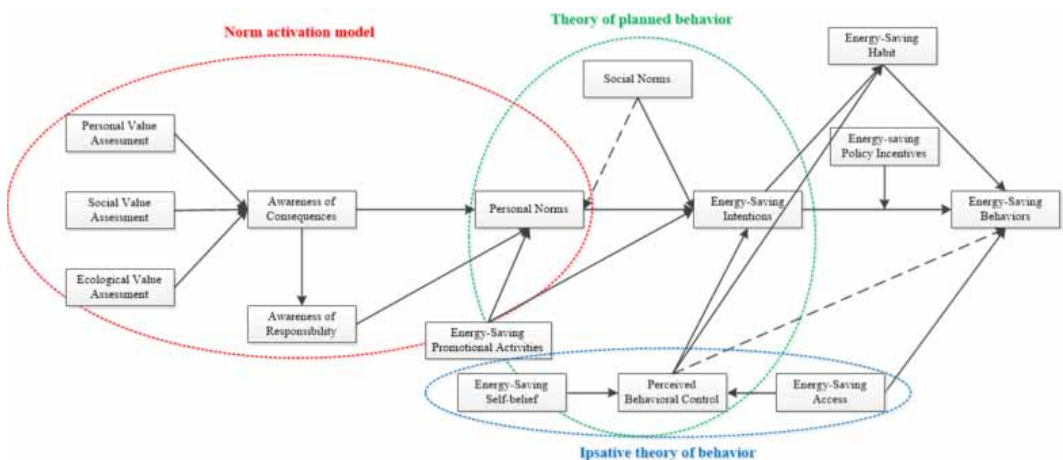 Theory of planned behavior
Norm activation model
Energy-Saving
Habit
Social Norms
Personal Value
Assessment
Energy-saving
Policy Incentives
Social Value
Assessment
Awareness of
Consequences
Personal Norms
Energy-Saving
Intentions
Energy-Saving
Behaviors
Ecological Value
Assessment
Awareness of
Responsibility
Energy-Saving
Promotional Activities
Energy-Saving
Self-belief
Perceived
Behavioral Control
Energy-Saving
Access
Ipsative theory of behavior